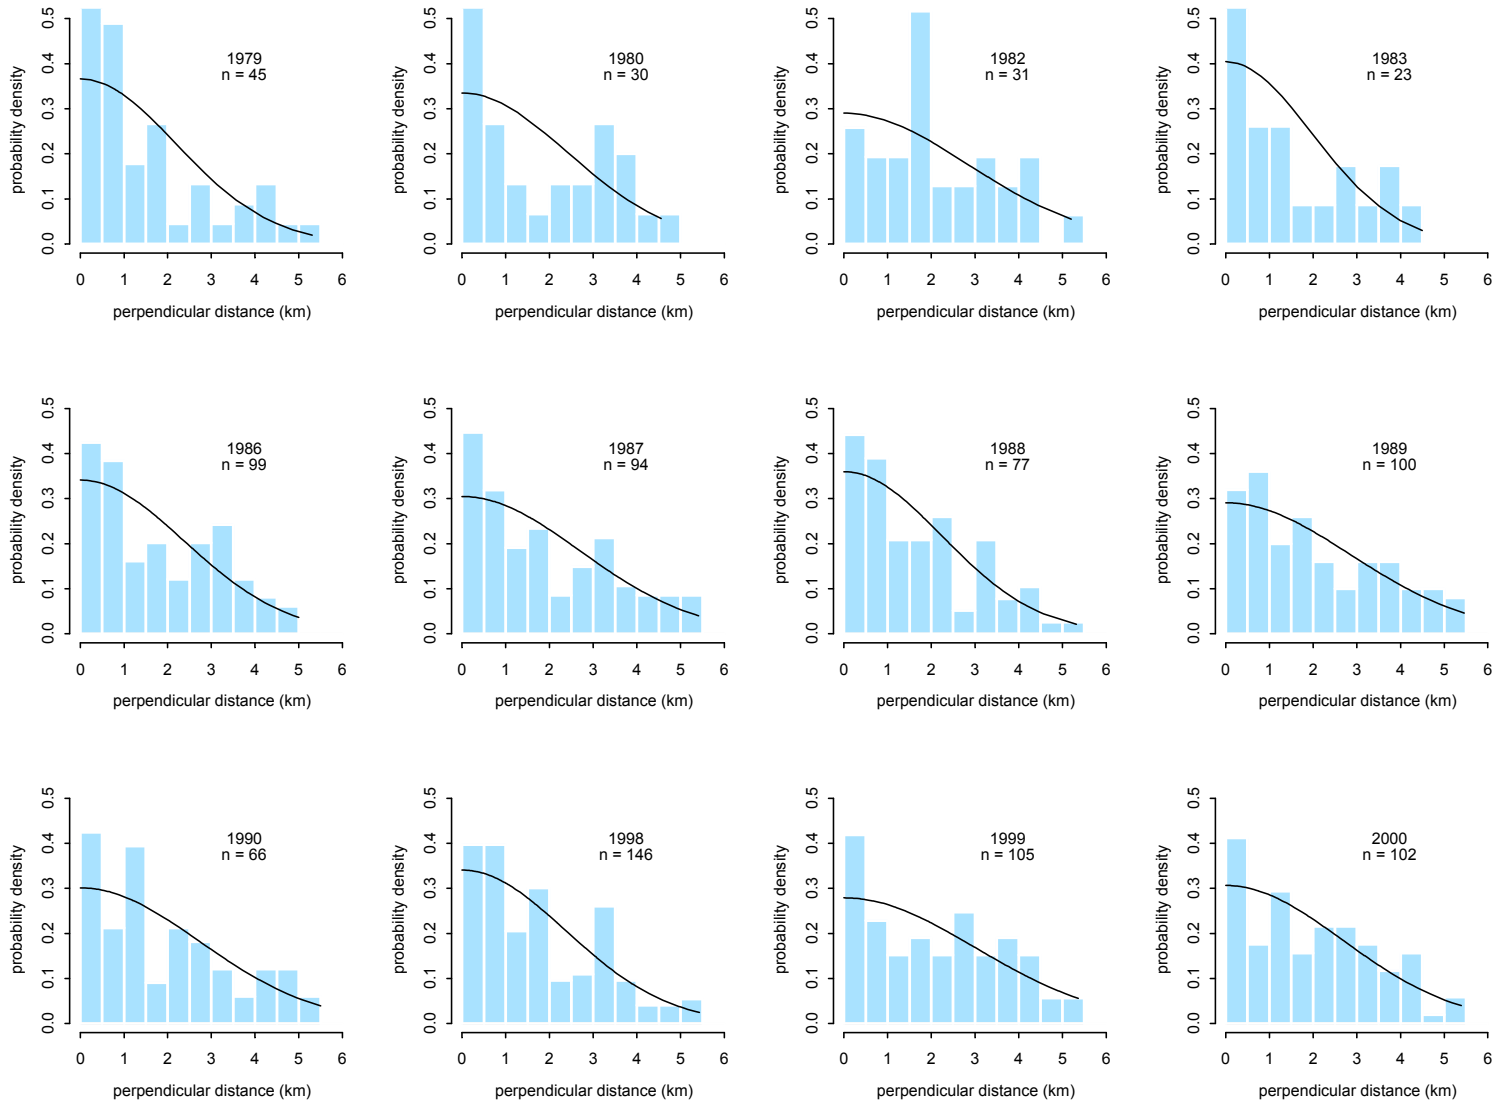 1979
n = 45
probability density
0.0 0.1 0.2 0.3 0.4 0.5
0 1 2 3 4 5 6
perpendicular distance (km)
1980
n = 30
probability density
0.0 0.1 0.2 0.3 0.4 0.5
0 1 2 3 4 5 6
perpendicular distance (km)
1982
n = 31
probability density
0.0 0.1 0.2 0.3 0.4 0.5
0 1 2 3 4 5 6
perpendicular distance (km)
1983
n = 23
probability density
0.0 0.1 0.2 0.3 0.4 0.5
0 1 2 3 4 5 6
perpendicular distance (km)
1986
n = 99
probability density
0.0 0.1 0.2 0.3 0.4 0.5
0 1 2 3 4 5 6
perpendicular distance (km)
1987
n = 94
probability density
0.0 0.1 0.2 0.3 0.4 0.5
0 1 2 3 4 5 6
perpendicular distance (km)
1988
n = 77
probability density
0.0 0.1 0.2 0.3 0.4 0.5
0 1 2 3 4 5 6
perpendicular distance (km)
1989
n = 100
probability density
0.0 0.1 0.2 0.3 0.4 0.5
0 1 2 3 4 5 6
perpendicular distance (km)
1990
n = 66
probability density
0.0 0.1 0.2 0.3 0.4 0.5
0 1 2 3 4 5 6
perpendicular distance (km)
1998
n = 146
probability density
0.0 0.1 0.2 0.3 0.4 0.5
0 1 2 3 4 5 6
perpendicular distance (km)
1999
n = 105
probability density
0.0 0.1 0.2 0.3 0.4 0.5
0 1 2 3 4 5 6
perpendicular distance (km)
2000
n = 102
probability density
0.0 0.1 0.2 0.3 0.4 0.5
0 1 2 3 4 5 6
perpendicular distance (km)